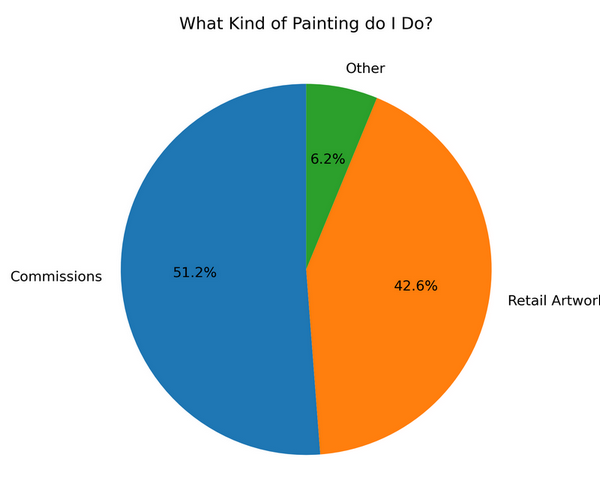 What Kind of Painting do I Do?
Other
6.2%
Commissions
51.2%
42.6%
Retail Artwork